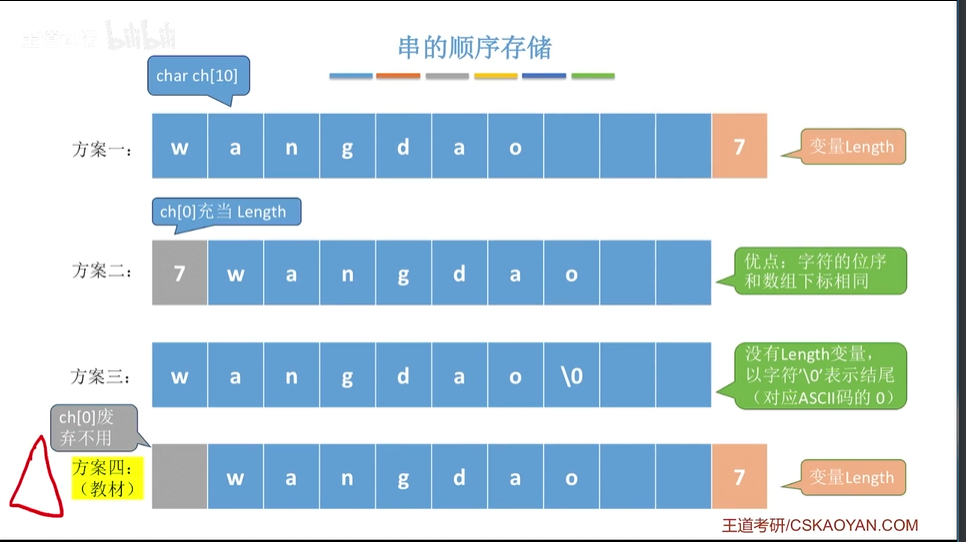 串的顺序存储
char ch[10]
方案一：
w a n g d a o 7
变量Length
ch[0]充当 Length
方案二：
7 w a n g d a o
优点：字符的位序
和数组下标相同
方案三：
w a n g d a o \0
没有Length变量，
以字符'\0'表示结尾
（对应ASCII码的 0）
ch[0]废
弃不用
方案四：
（教材）
w a n g d a o 7
变量Length
王道考研/CSKAOYAN.COM